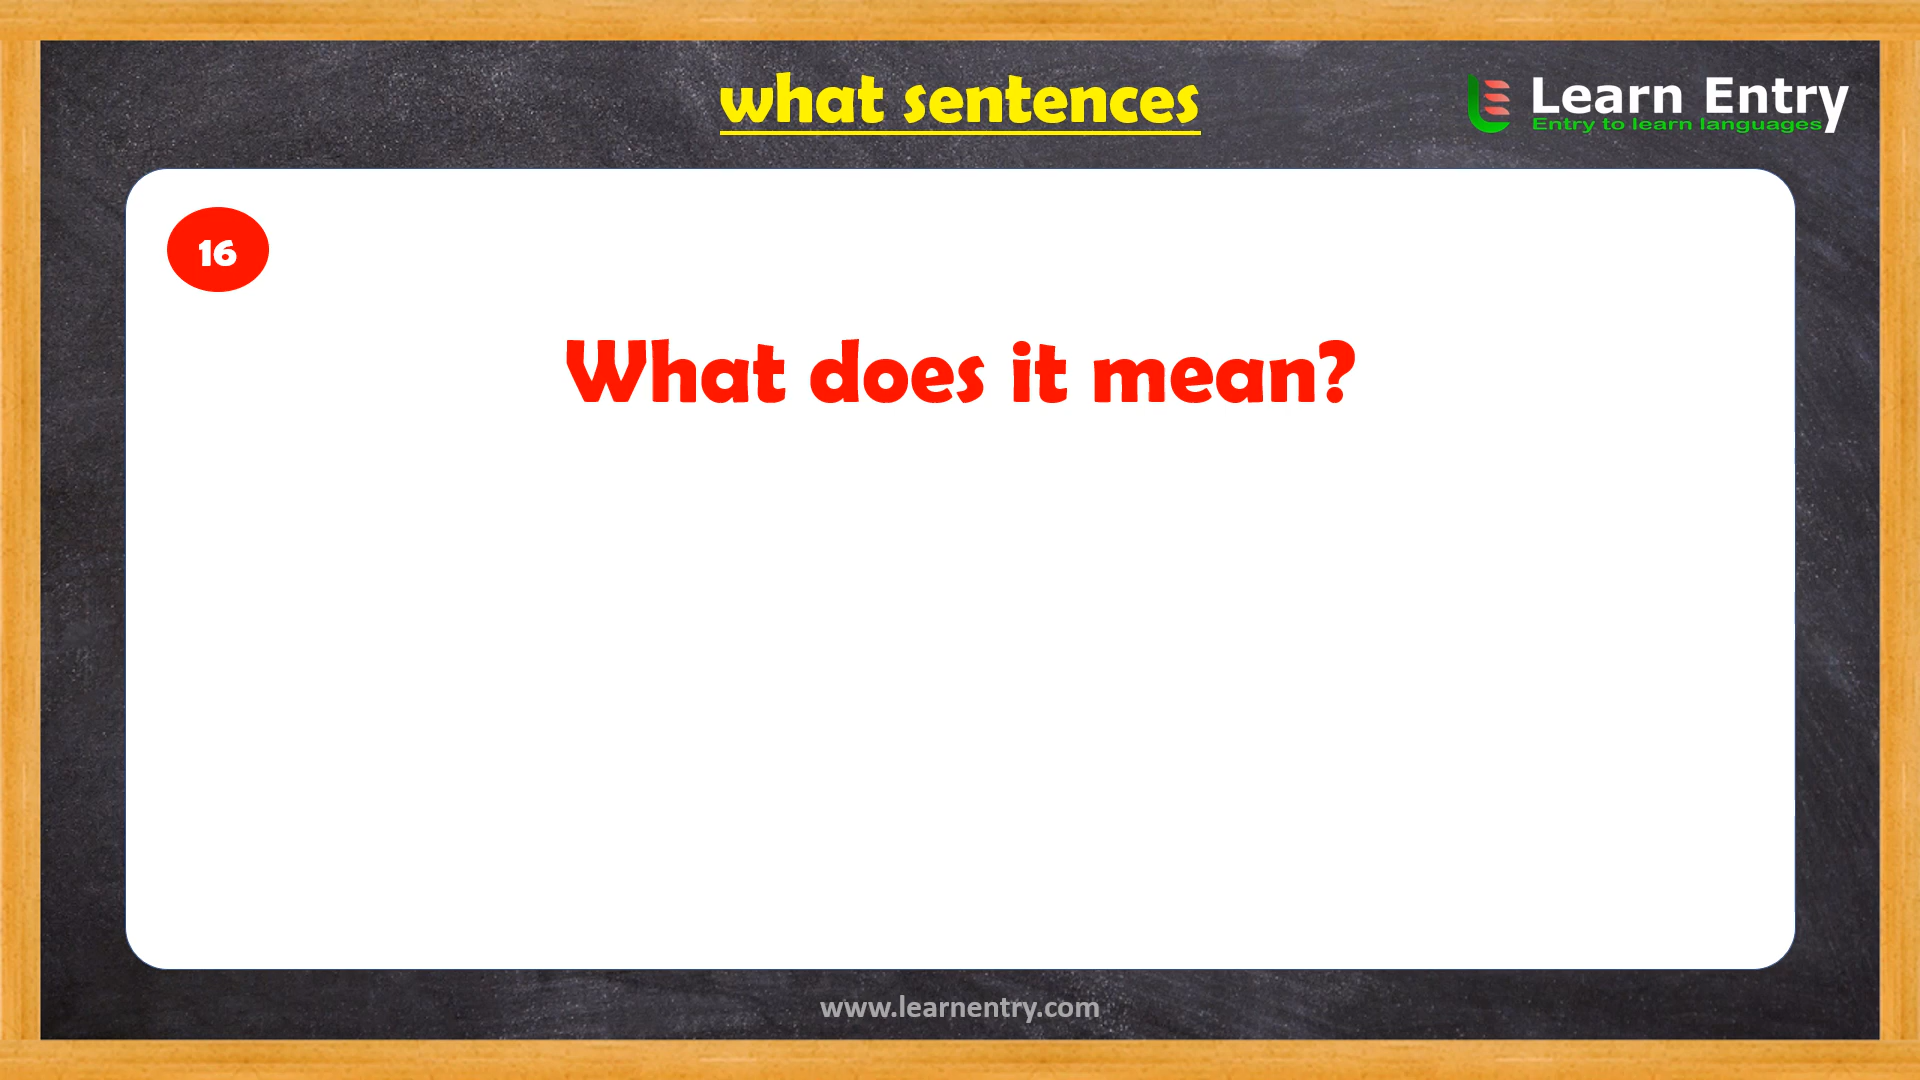 what sentences
Learn Entry
Entry to learn languages
16
What does it mean?
www.learnentry.com